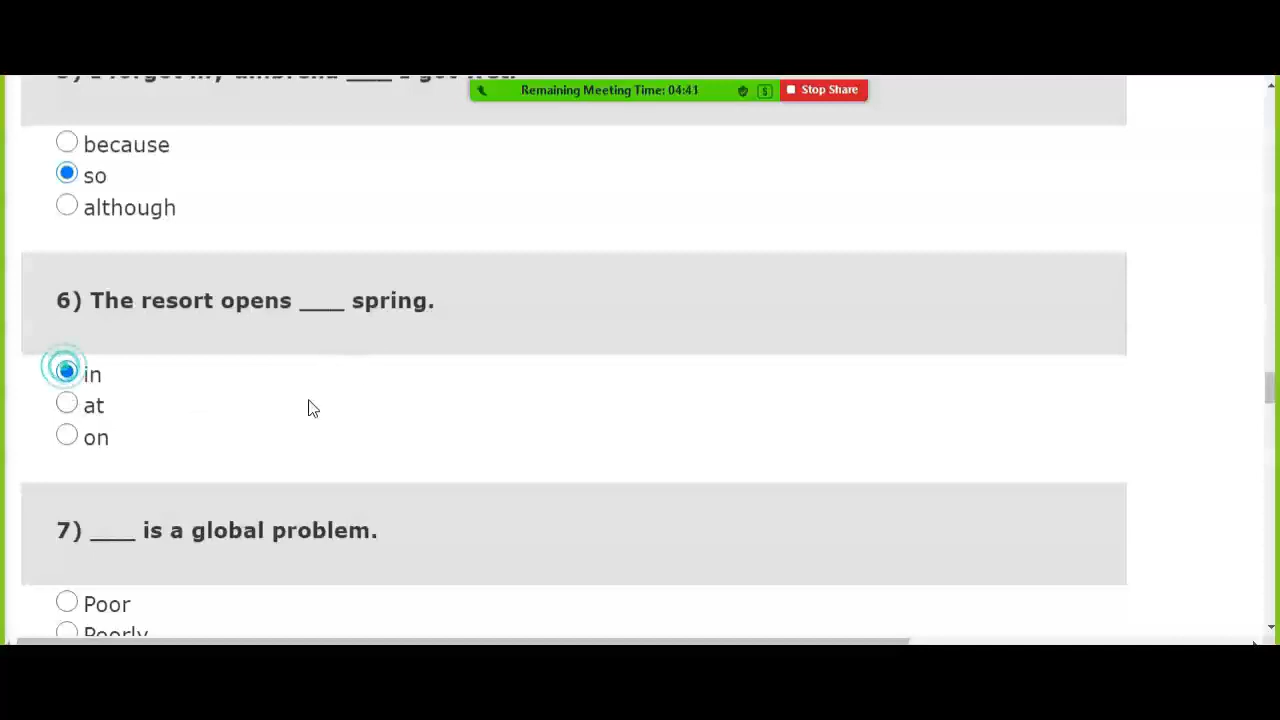 Remaining Meeting Time: 04:41
Stop Share
because
so
although
6) The resort opens ____ spring.
in
at
on
7) ____ is a global problem.
Poor
Poorly